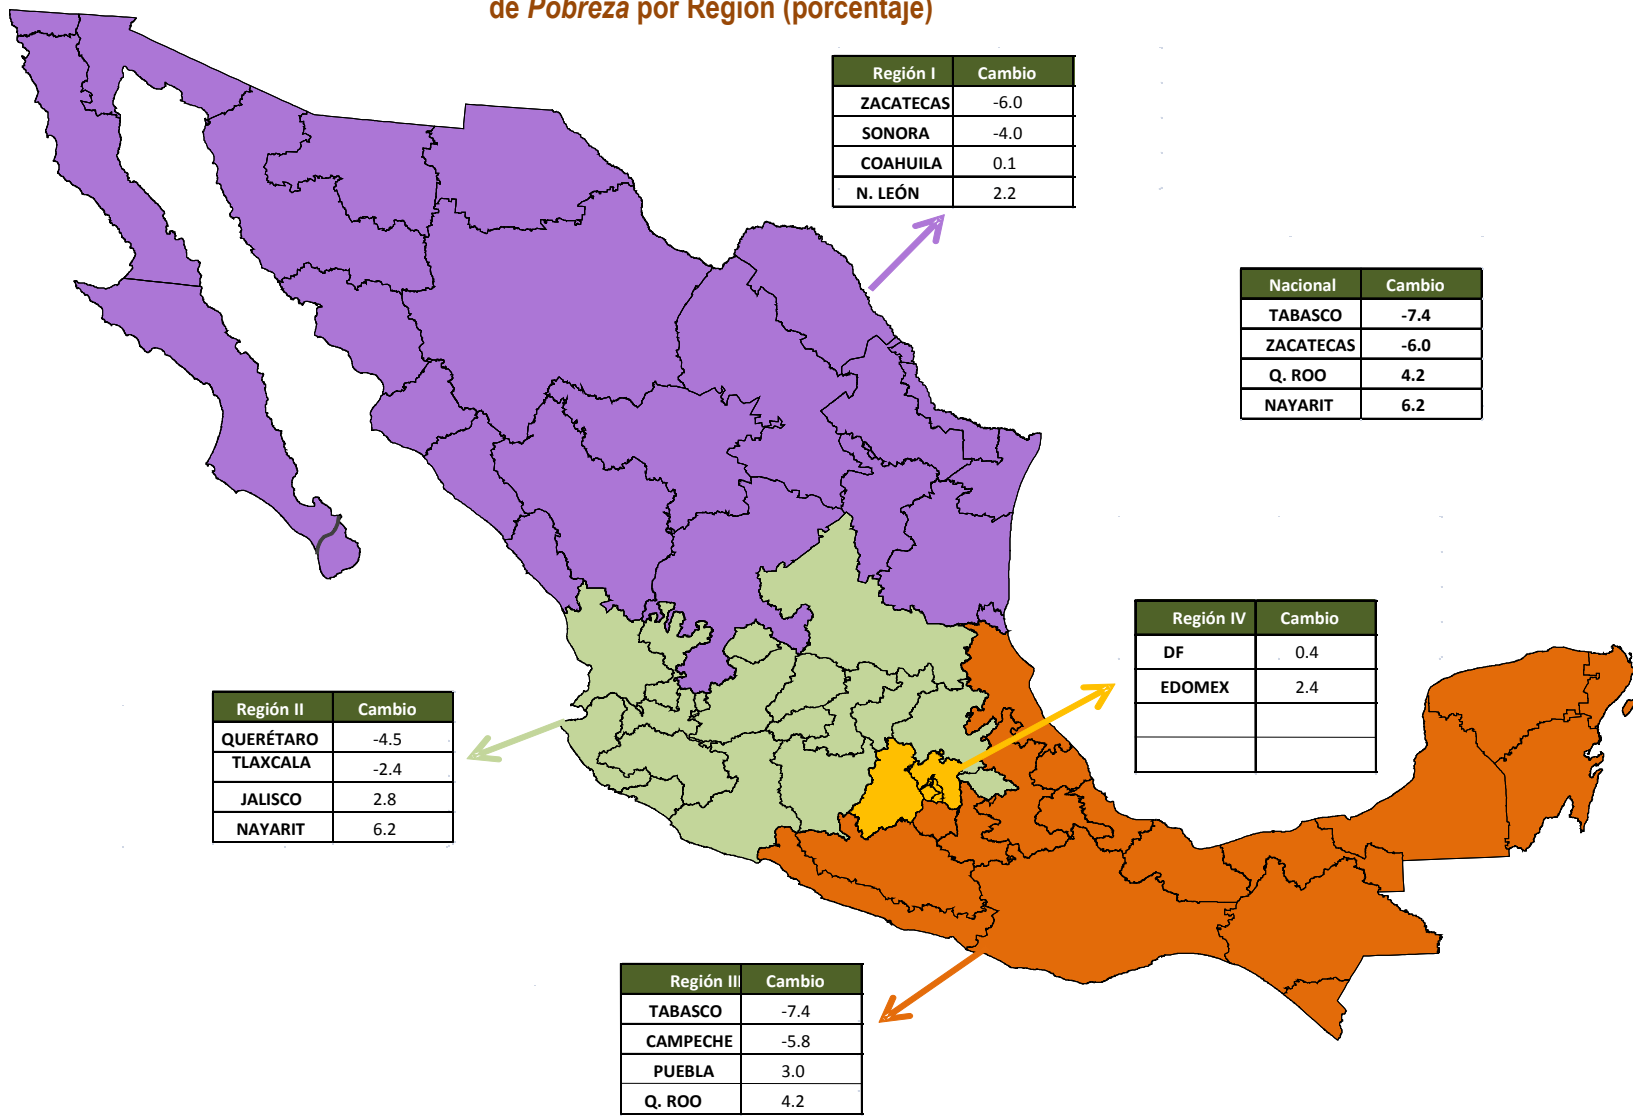 de Pobreza por Región (porcentaje)
Región I Cambio
ZACATECAS -6.0
SONORA -4.0
COAHUILA 0.1
N. LEÓN 2.2
Nacional Cambio
TABASCO -7.4
ZACATECAS -6.0
Q. ROO 4.2
NAYARIT 6.2
Región IV Cambio
DF 0.4
EDOMEX 2.4
Región II Cambio
QUERÉTARO -4.5
TLAXCALA -2.4
JALISCO 2.8
NAYARIT 6.2
Región III Cambio
TABASCO -7.4
CAMPECHE -5.8
PUEBLA 3.0
Q. ROO 4.2